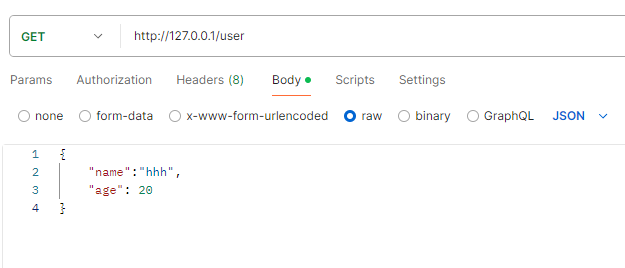 GET http://127.0.0.1/user
Params Authorization Headers (8) Body Scripts Settings
none form-data x-www-form-urlencoded raw binary GraphQL JSON
1 {
2 "name":"hhh",
3 "age": 20
4 }